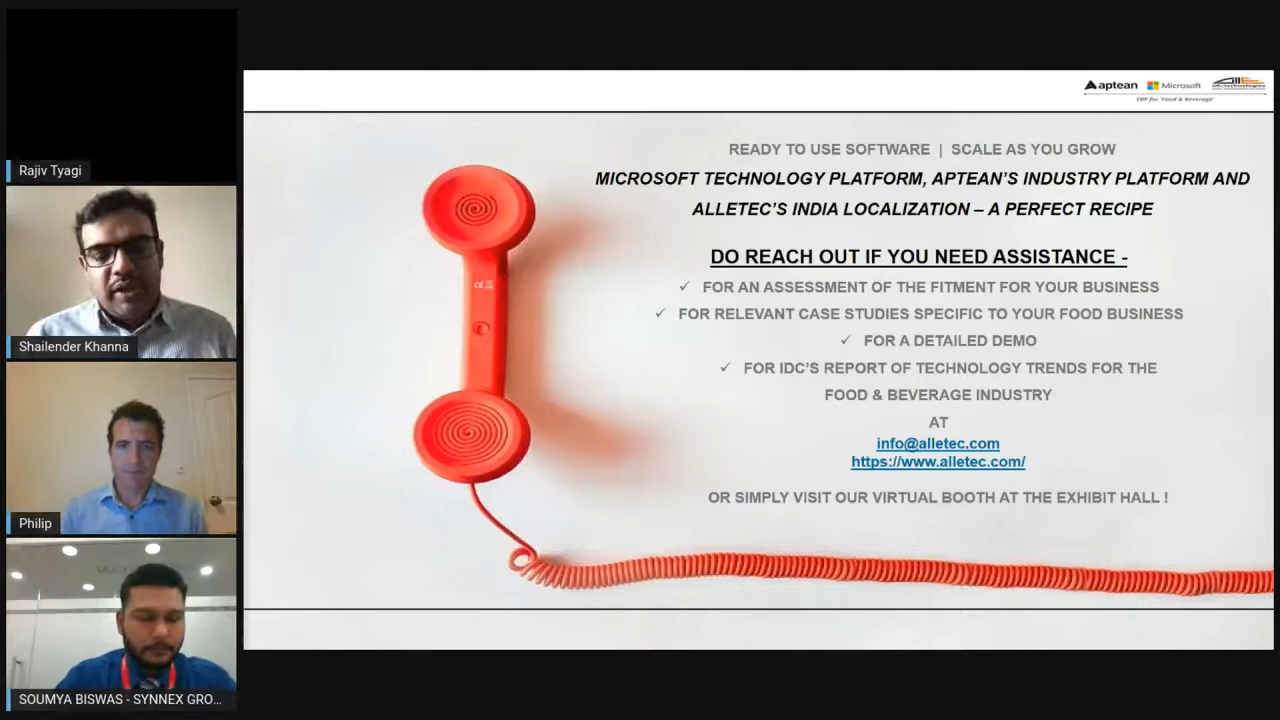 Rajiv Tyagi
Shailender Khanna
Philip
SOUMYA BISWAS - SYNNEX GRO...
aptean
Microsoft
ERP for 'Food & Beverage'
READY TO USE SOFTWARE | SCALE AS YOU GROW
MICROSOFT TECHNOLOGY PLATFORM, APTEAN'S INDUSTRY PLATFORM AND
ALLETEC'S INDIA LOCALIZATION – A PERFECT RECIPE
DO REACH OUT IF YOU NEED ASSISTANCE -
✓ FOR AN ASSESSMENT OF THE FITMENT FOR YOUR BUSINESS
✓ FOR RELEVANT CASE STUDIES SPECIFIC TO YOUR FOOD BUSINESS
✓ FOR A DETAILED DEMO
✓ FOR IDC'S REPORT OF TECHNOLOGY TRENDS FOR THE
FOOD & BEVERAGE INDUSTRY
AT
info@alletec.com
https://www.alletec.com/
OR SIMPLY VISIT OUR VIRTUAL BOOTH AT THE EXHIBIT HALL !